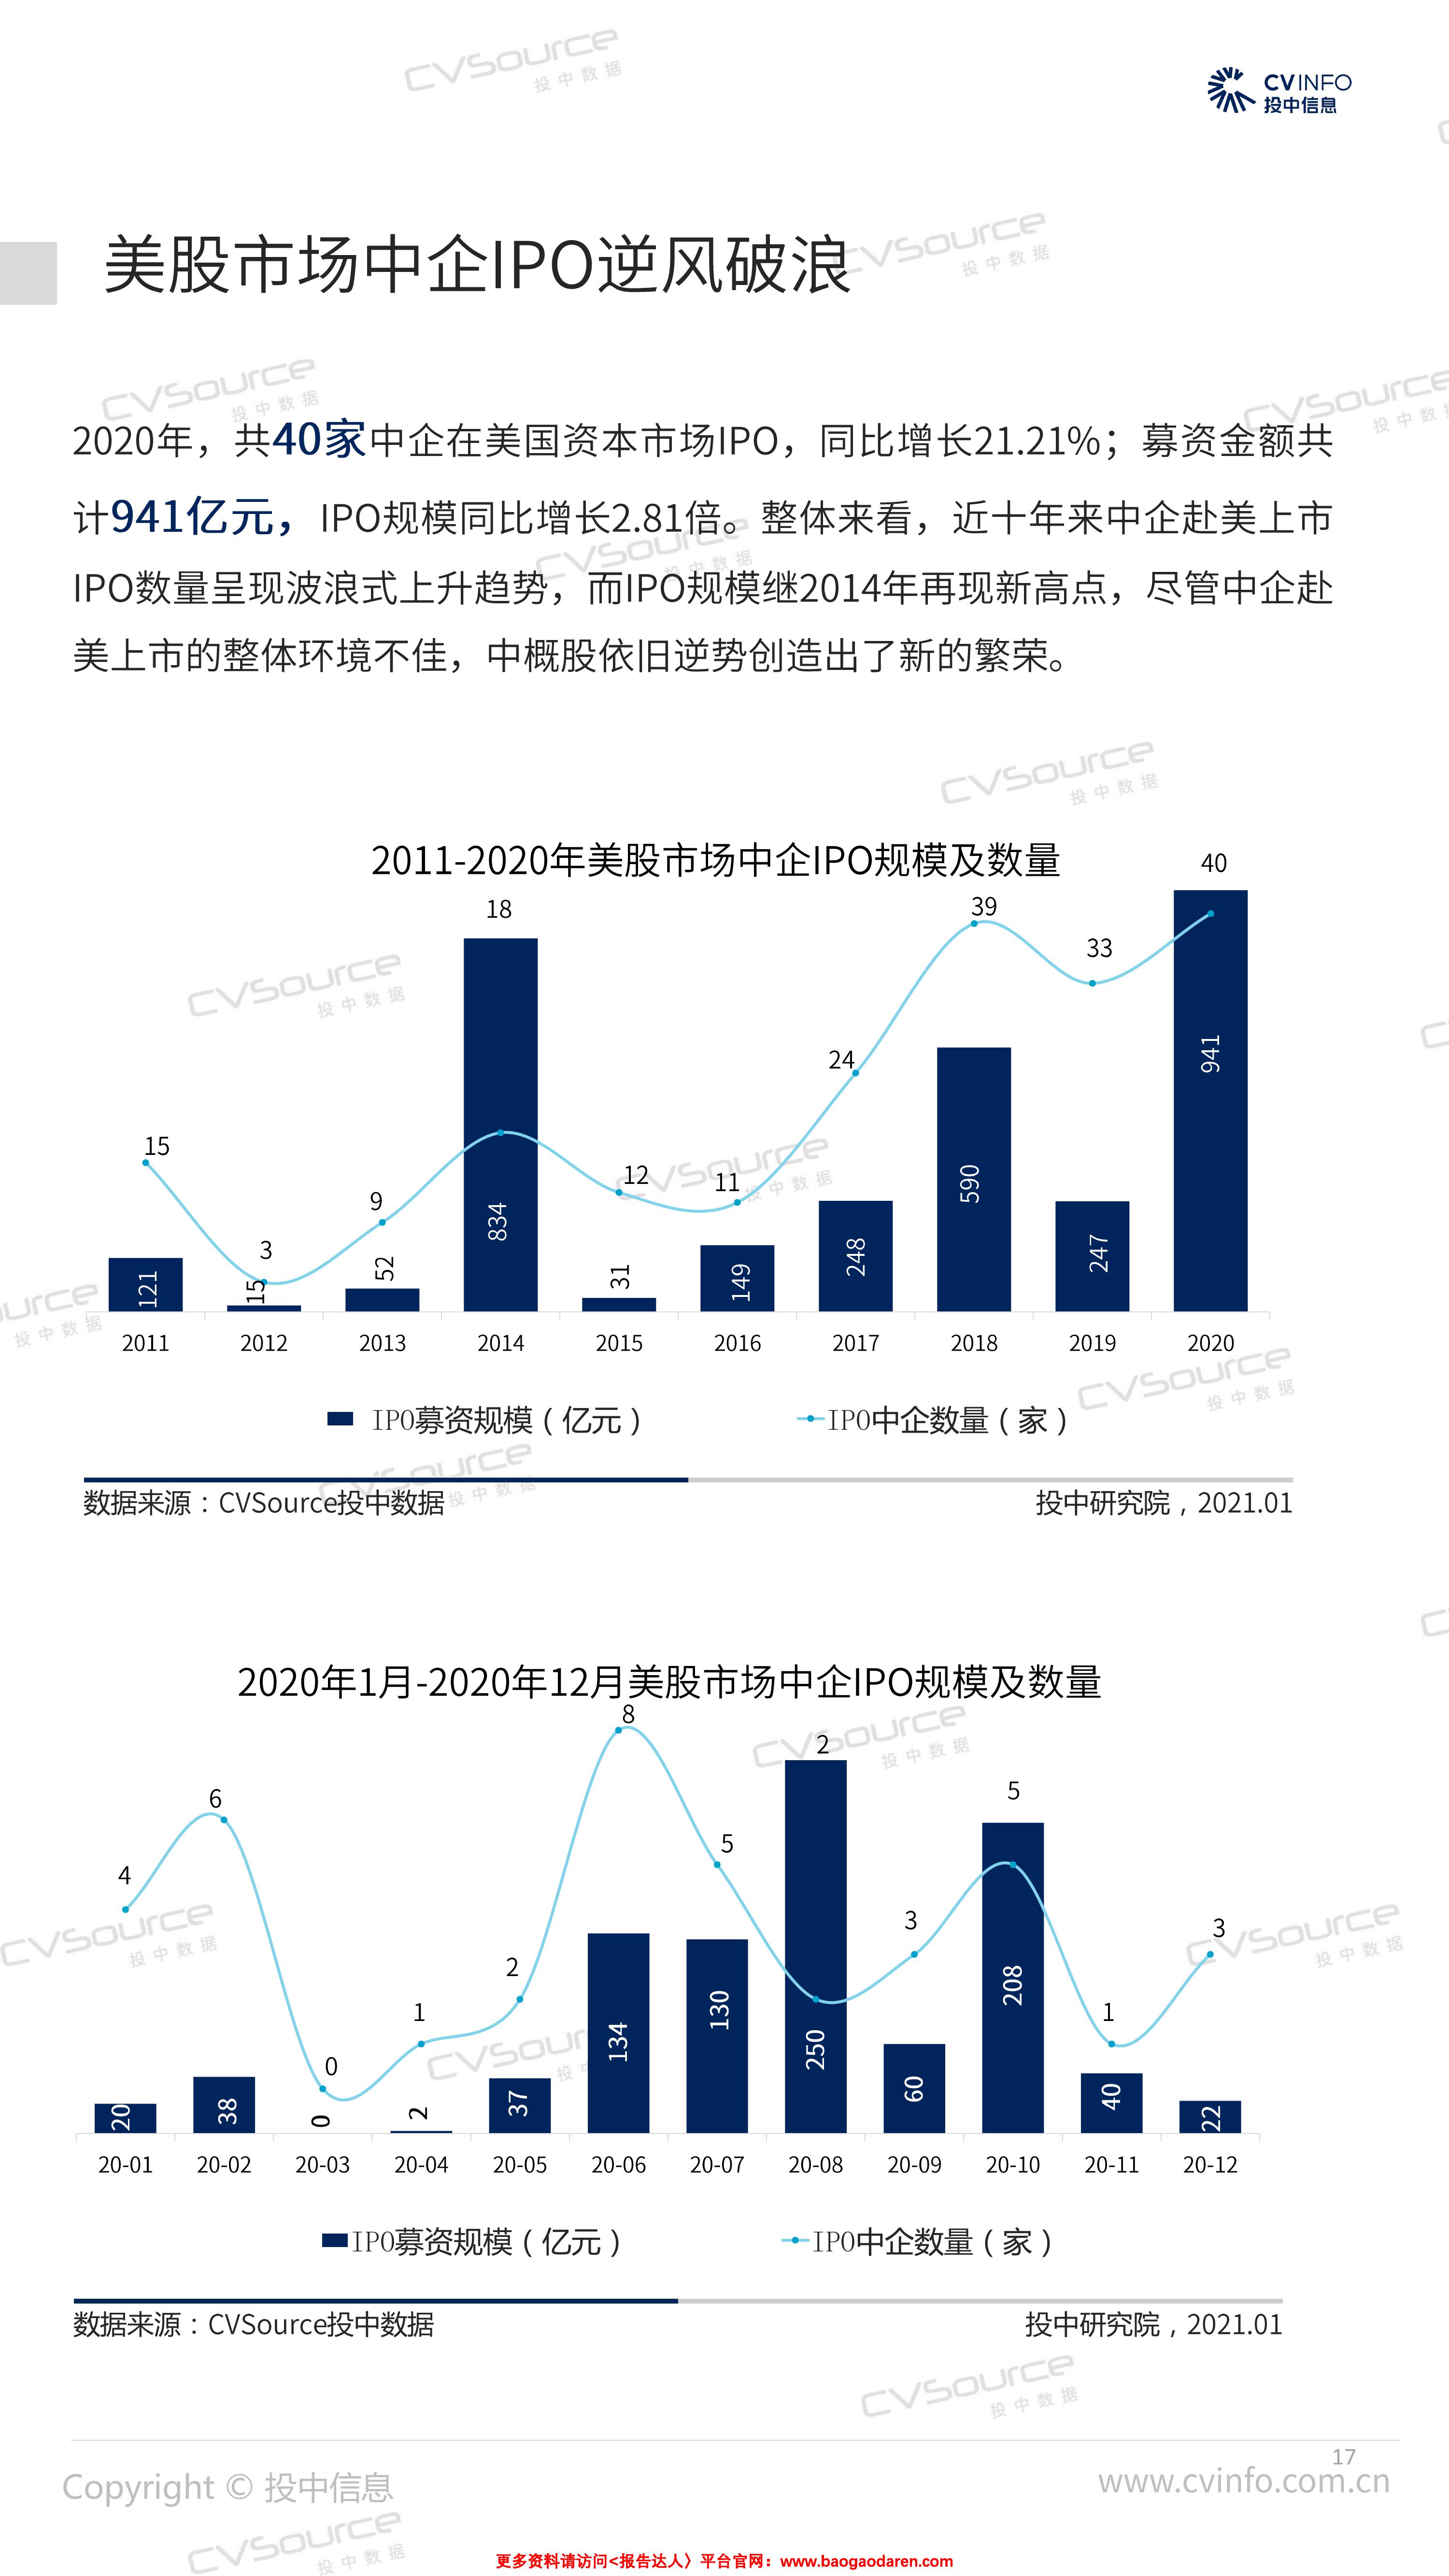 CVSource
投中数据
CVINFO
投中信息
美股市场中企IPO逆风破浪
2020年，共40家中企在美国资本市场IPO，同比增长21.21%；募资金额共
计941亿元，IPO规模同比增长2.81倍。整体来看，近十年来中企赴美上市
IPO数量呈现波浪式上升趋势，而IPO规模继2014年再现新高点，尽管中企赴
美上市的整体环境不佳，中概股依旧逆势创造出了新的繁荣。
2011-2020年美股市场中企IPO规模及数量
15 3 9 18 12 11 24 39 33 40
121 15 52 834 31 149 248 590 247 941
2011 2012 2013 2014 2015 2016 2017 2018 2019 2020
IPO募资规模（亿元） IPO中企数量（家）
数据来源：CVSource投中数据 投中研究院，2021.01
2020年1月-2020年12月美股市场中企IPO规模及数量
4 6 0 1 2 8 5 2 3 5 1 3
20 38 0 2 37 134 130 250 60 208 40 22
20-01 20-02 20-03 20-04 20-05 20-06 20-07 20-08 20-09 20-10 20-11 20-12
IPO募资规模（亿元） IPO中企数量（家）
数据来源：CVSource投中数据 投中研究院，2021.01
17
Copyright © 投中信息 www.cvinfo.com.cn
更多资料请访问<报告达人〉平台官网：www.baogaodaren.com